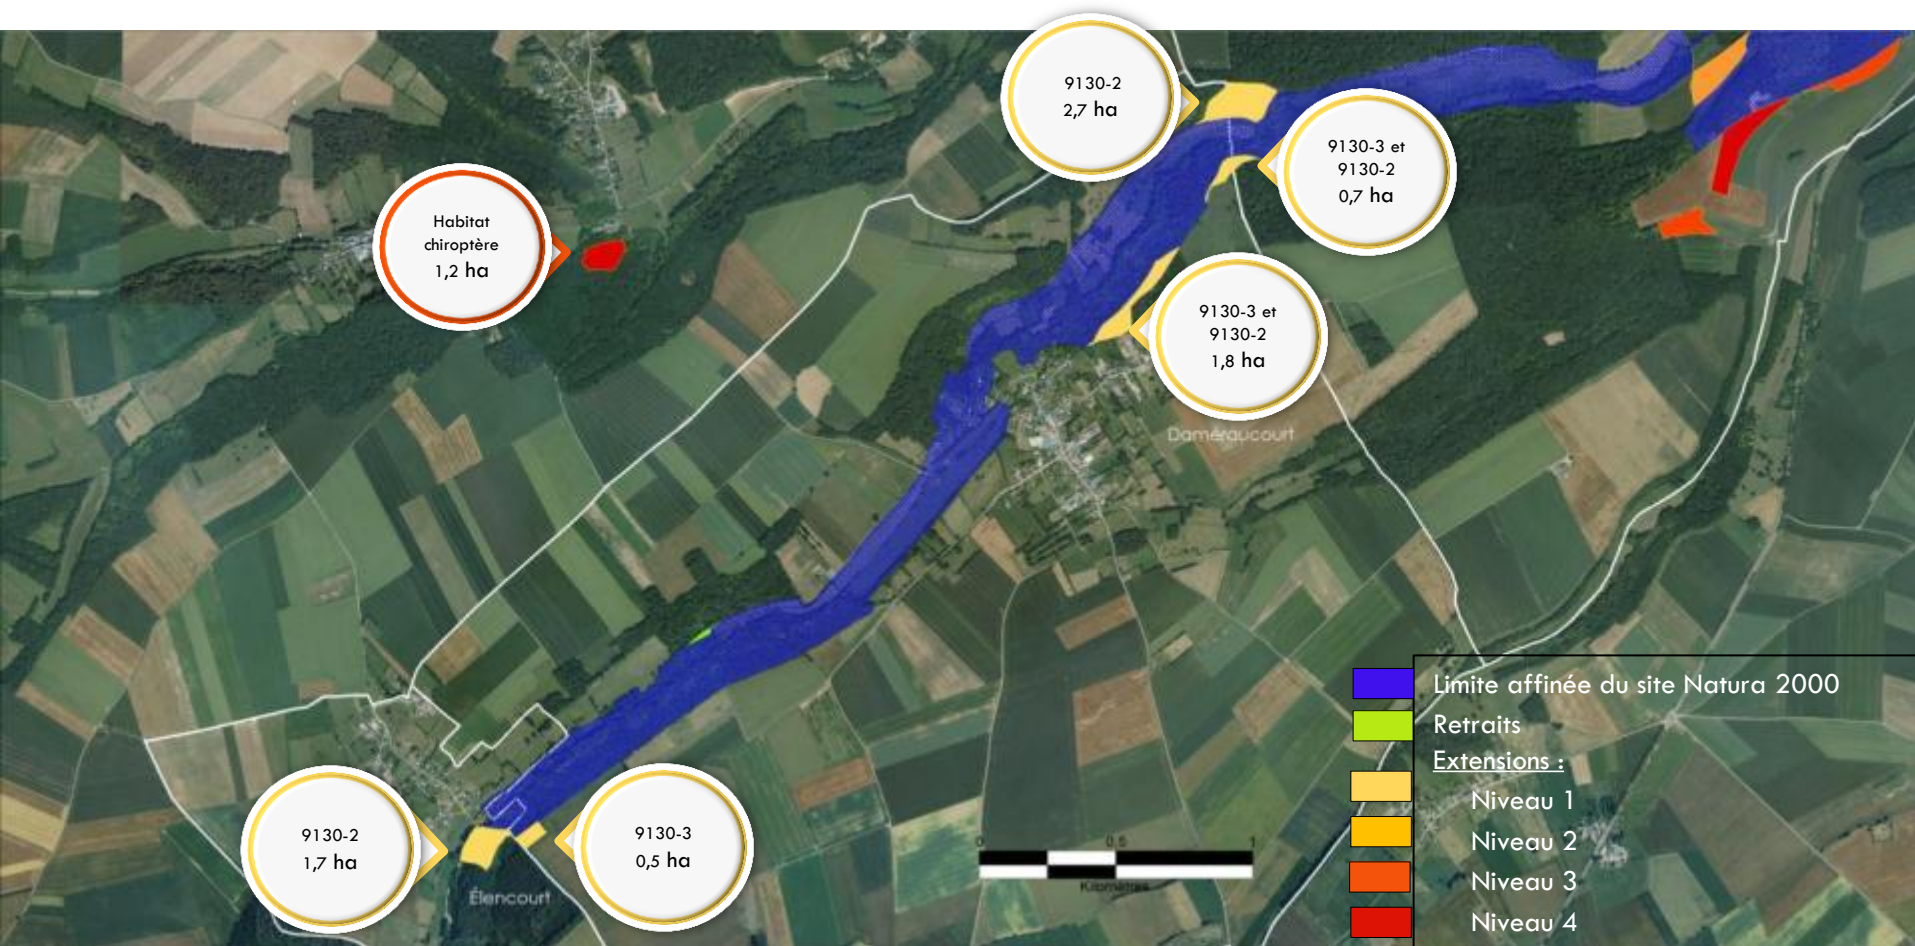 9130-2
2,7 ha
9130-3 et
9130-2
0,7 ha
Habitat
chiroptère
1,2 ha
9130-3 et
9130-2
1,8 ha
Daméraucourt
9130-2
1,7 ha
9130-3
0,5 ha
Élencourt
0 0,5 1
Kilomètres
Limite affinée du site Natura 2000
Retraits
Extensions :
Niveau 1
Niveau 2
Niveau 3
Niveau 4